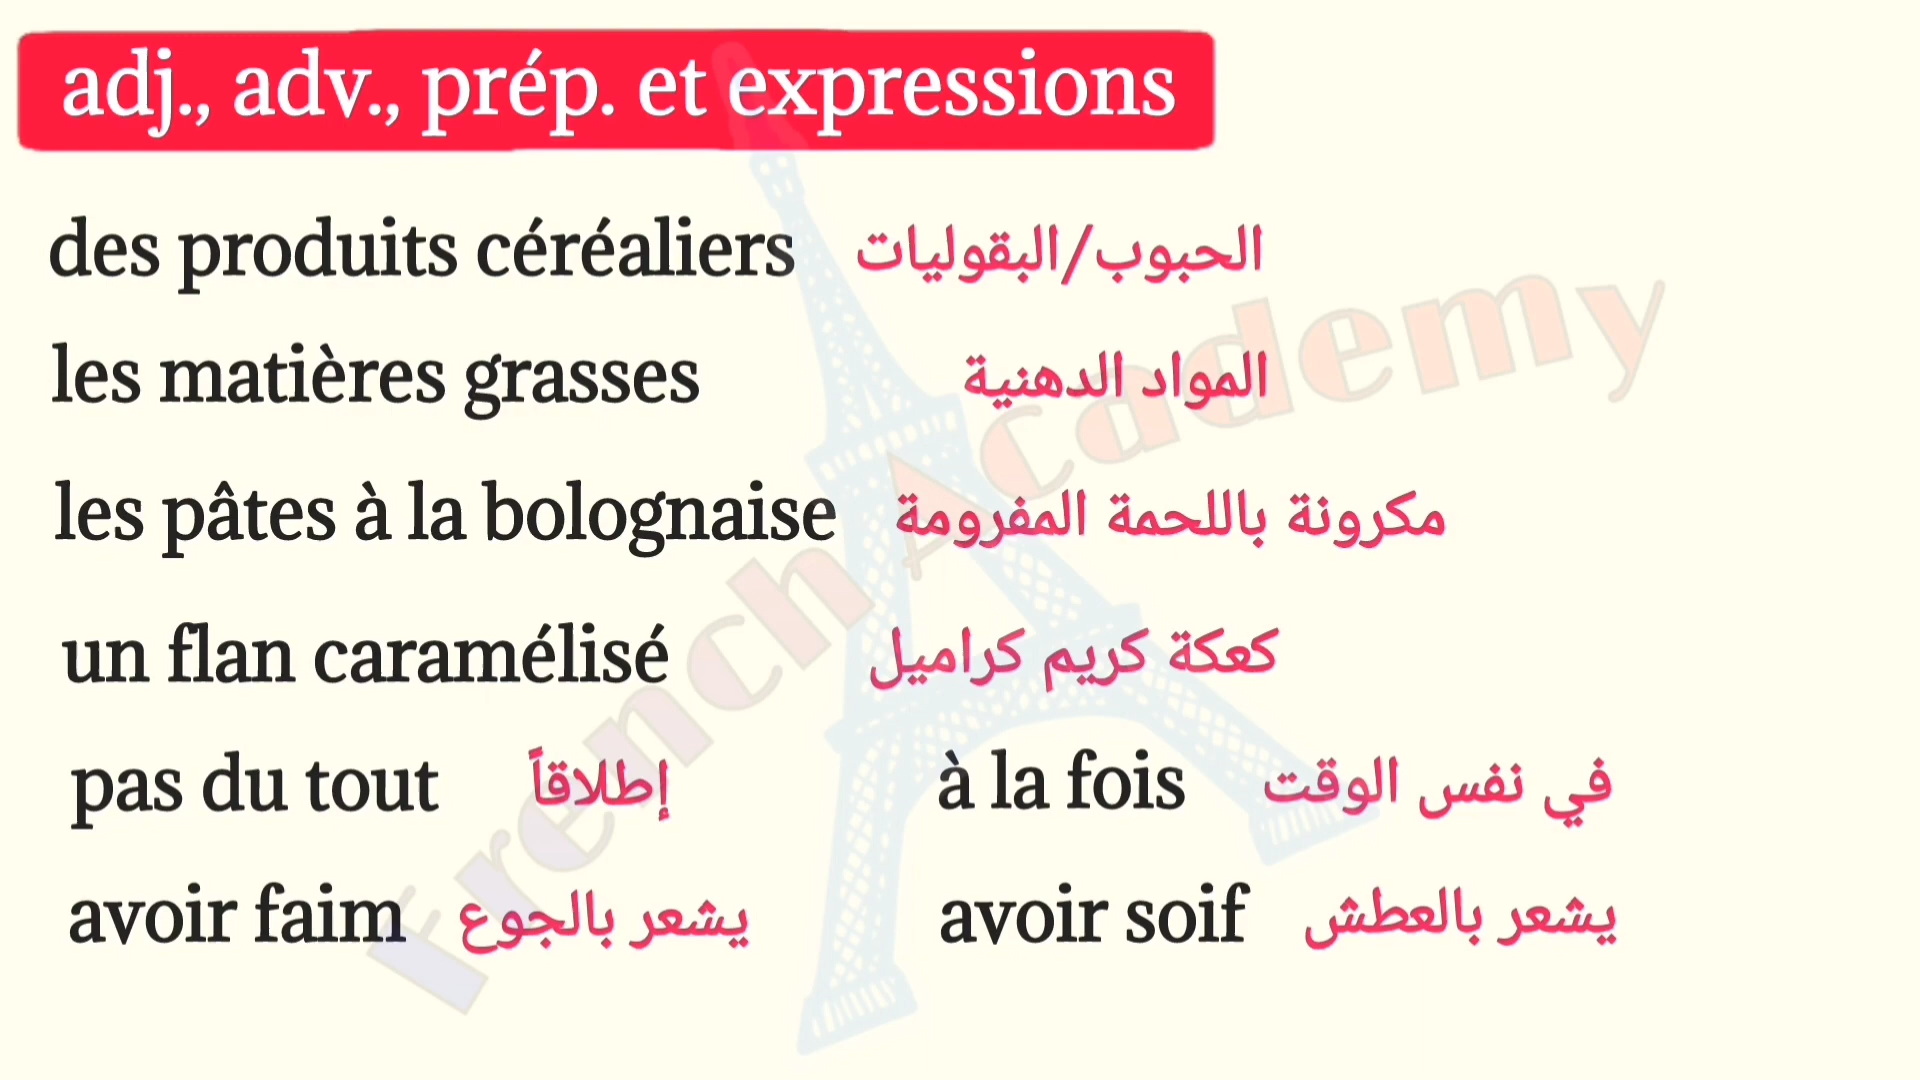 adj., adv., prép. et expressions
des produits céréaliers الحبوب/البقوليات
les matières grasses المواد الدهنية
les pâtes à la bolognaise مكرونة باللحمة المفرومة
un flan caramélisé كعكة كريم كراميل
pas du tout إطلاقاً à la fois في نفس الوقت
avoir faim يشعر بالجوع avoir soif يشعر بالعطش
French Academy